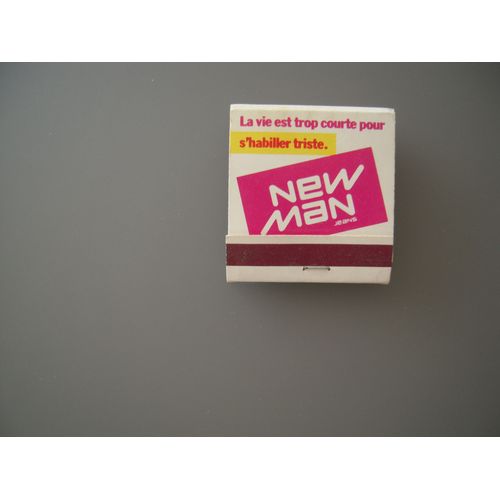 La vie est trop courte pour
s'habiller triste.
NEW
MAN
JEANS